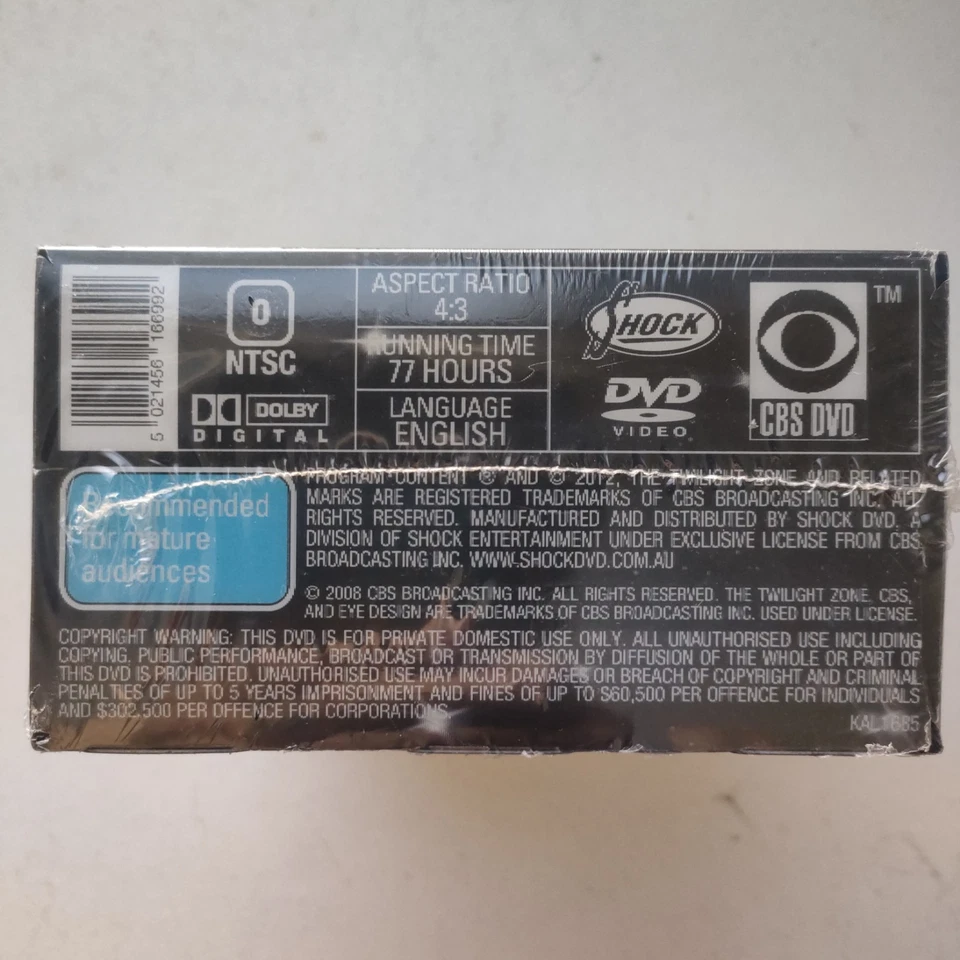 5 021456 166992
0
NTSC
DOLBY
DIGITAL
ASPECT RATIO
4:3
RUNNING TIME
77 HOURS
LANGUAGE
ENGLISH
SHOCK
DVD
VIDEO
TM
CBS DVD
Recommended
for mature
audiences
PROGRAM CONTENT ® AND © 2012. THE TWILIGHT ZONE AND RELATED
MARKS ARE REGISTERED TRADEMARKS OF CBS BROADCASTING INC. ALL
RIGHTS RESERVED. MANUFACTURED AND DISTRIBUTED BY SHOCK DVD. A
DIVISION OF SHOCK ENTERTAINMENT UNDER EXCLUSIVE LICENSE FROM CBS
BROADCASTING INC. WWW.SHOCKDVD.COM.AU
© 2008 CBS BROADCASTING INC. ALL RIGHTS RESERVED. THE TWILIGHT ZONE, CBS,
AND EYE DESIGN ARE TRADEMARKS OF CBS BROADCASTING INC. USED UNDER LICENSE.
COPYRIGHT WARNING: THIS DVD IS FOR PRIVATE DOMESTIC USE ONLY. ALL UNAUTHORISED USE INCLUDING
COPYING. PUBLIC PERFORMANCE, BROADCAST OR TRANSMISSION BY DIFFUSION OF THE WHOLE OR PART OF
THIS DVD IS PROHIBITED. UNAUTHORISED USE MAY INCUR DAMAGES OR BREACH OF COPYRIGHT AND CRIMINAL
PENALTIES OF UP TO 5 YEARS IMPRISONMENT AND FINES OF UP TO $60,500 PER OFFENCE FOR INDIVIDUALS
AND $302,500 PER OFFENCE FOR CORPORATIONS.
KAL1685